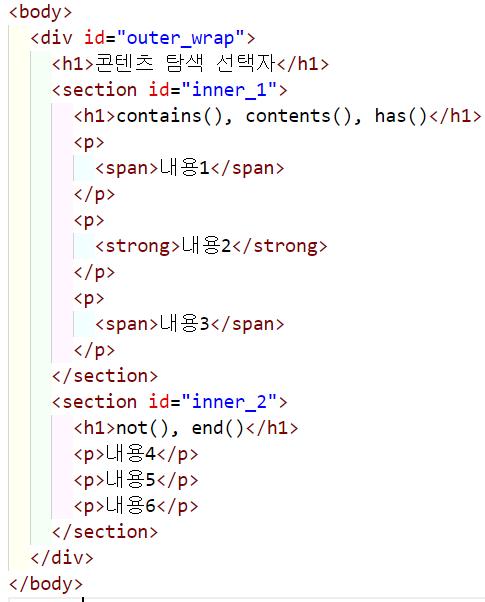 <body>
<div id="outer_wrap">
<h1>콘텐츠 탐색 선택자</h1>
<section id="inner_1">
<h1>contains(), contents(), has()</h1>
<p>
<span>내용1</span>
</p>
<p>
<strong>내용2</strong>
</p>
<p>
<span>내용3</span>
</p>
</section>
<section id="inner_2">
<h1>not(), end()</h1>
<p>내용4</p>
<p>내용5</p>
<p>내용6</p>
</section>
</div>
</body>